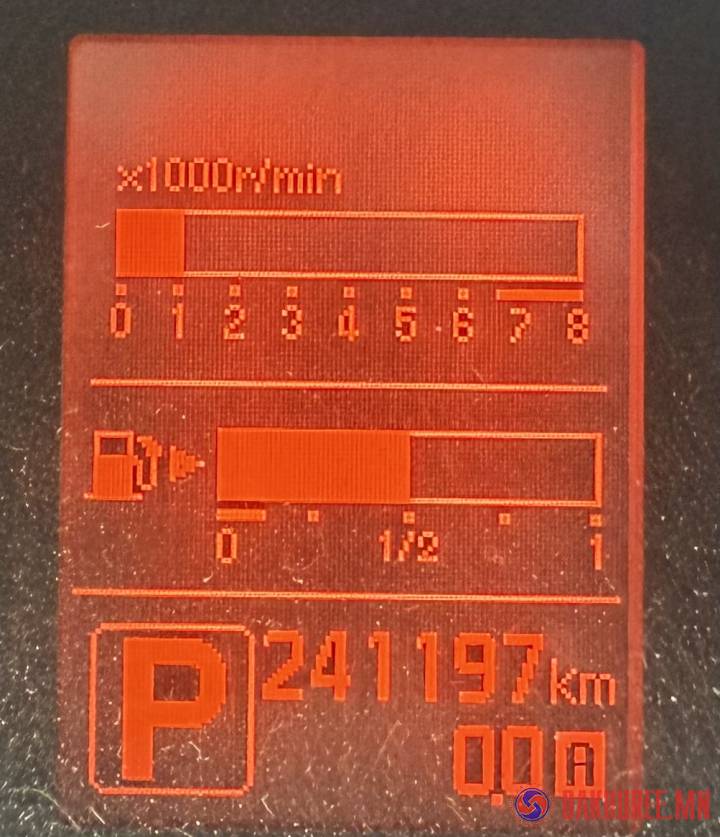 x1000r/min
0 1 2 3 4 5 6 7 8
0 1/2 1
P 241197km
0.0 A
ZAKHUREE.MN